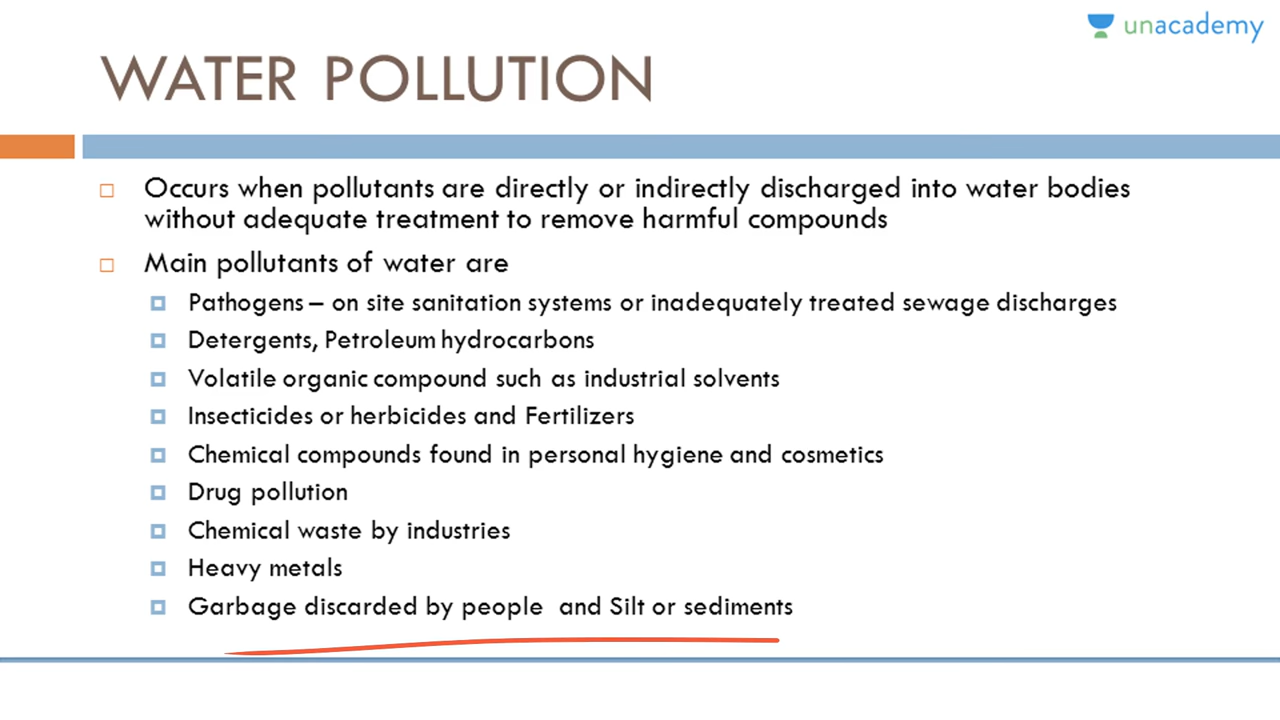 unacademy
WATER POLLUTION
Occurs when pollutants are directly or indirectly discharged into water bodies
without adequate treatment to remove harmful compounds
Main pollutants of water are
Pathogens – on site sanitation systems or inadequately treated sewage discharges
Detergents, Petroleum hydrocarbons
Volatile organic compound such as industrial solvents
Insecticides or herbicides and Fertilizers
Chemical compounds found in personal hygiene and cosmetics
Drug pollution
Chemical waste by industries
Heavy metals
Garbage discarded by people and Silt or sediments